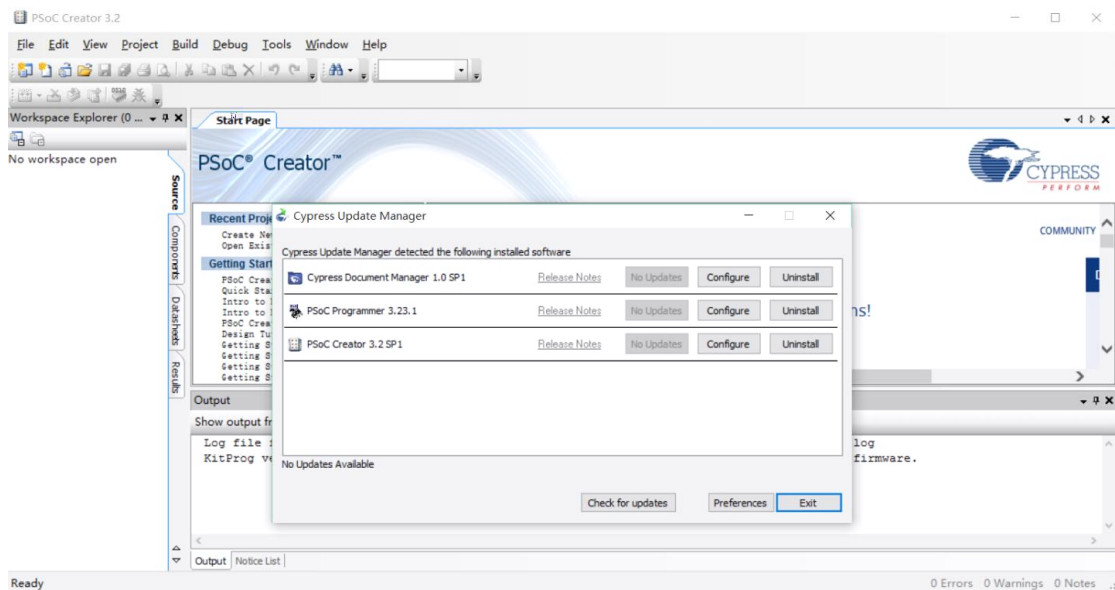 PSoC Creator 3.2
File Edit View Project Build Debug Tools Window Help
Workspace Explorer (0 ...
Start Page
No workspace open
PSoC® Creator™
CYPRESS
PERFORM
Source
Components
Datasheets
Results
Recent Proje
Create Ne
Open Exis
Getting Start
PSoC Crea
Quick Sta
Intro to
Intro to
PSoC Crea
Design Tu
Getting S
Getting S
Getting S
Getting S
COMMUNITY
ns!
Cypress Update Manager
Cypress Update Manager detected the following installed software
Cypress Document Manager 1.0 SP1 Release Notes No Updates Configure Uninstall
PSoC Programmer 3.23.1 Release Notes No Updates Configure Uninstall
PSoC Creator 3.2 SP1 Release Notes No Updates Configure Uninstall
No Updates Available
Check for updates Preferences Exit
Output
Show output fr
Log file
log
KitProg ve
firmware.
Output Notice List
Ready
0 Errors 0 Warnings 0 Notes